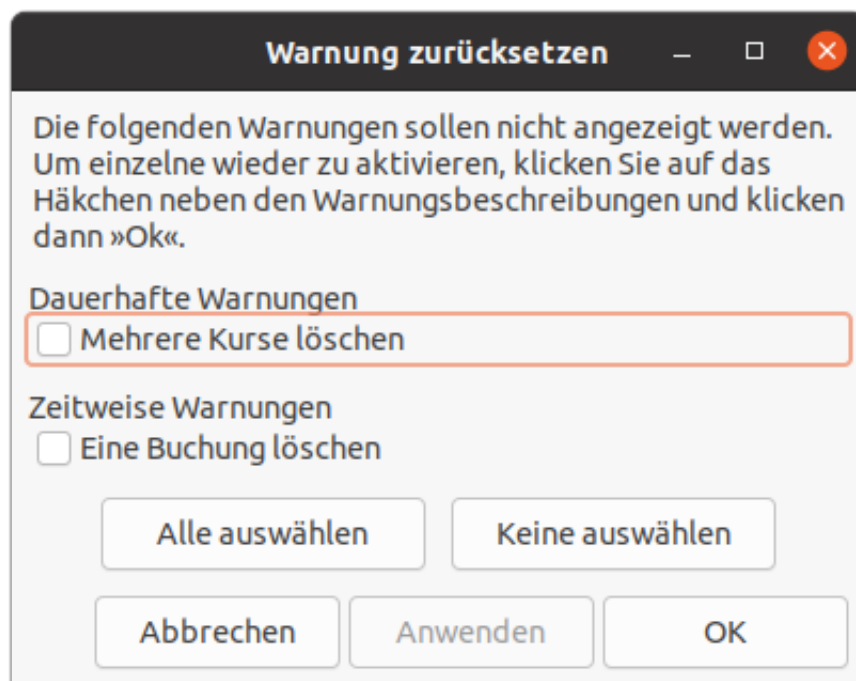 Warnung zurücksetzen
Die folgenden Warnungen sollen nicht angezeigt werden.
Um einzelne wieder zu aktivieren, klicken Sie auf das
Häkchen neben den Warnungsbeschreibungen und klicken
dann »Ok«.
Dauerhafte Warnungen
Mehrere Kurse löschen
Zeitweise Warnungen
Eine Buchung löschen
Alle auswählen Keine auswählen
Abbrechen Anwenden OK